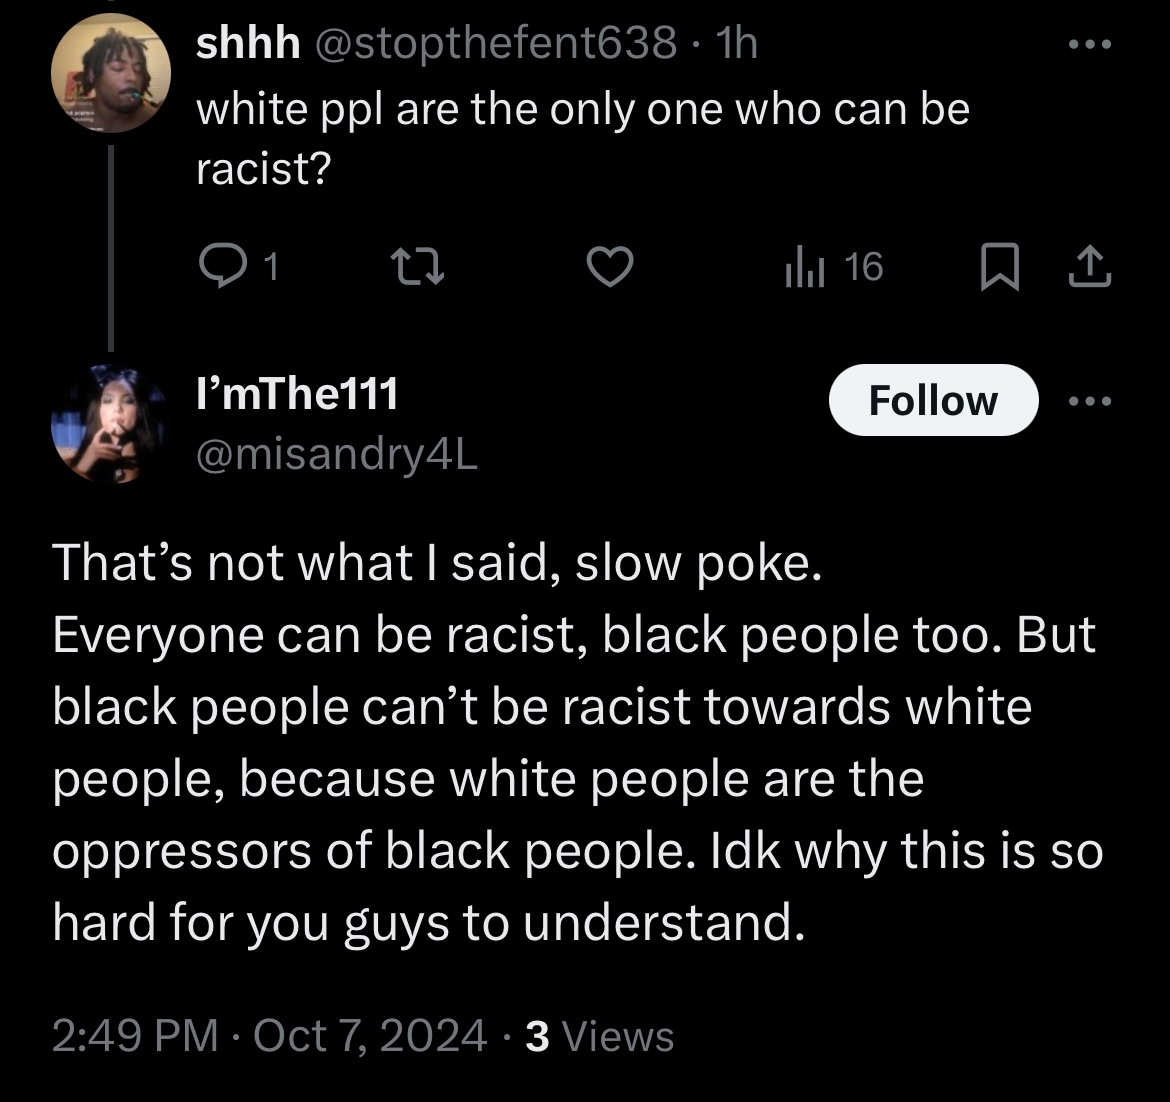 shhh @stopthefent638 · 1h
white ppl are the only one who can be
racist?
1 16
I’mThe111
@misandry4L
Follow
That’s not what I said, slow poke.
Everyone can be racist, black people too. But
black people can’t be racist towards white
people, because white people are the
oppressors of black people. Idk why this is so
hard for you guys to understand.
2:49 PM · Oct 7, 2024 · 3 Views